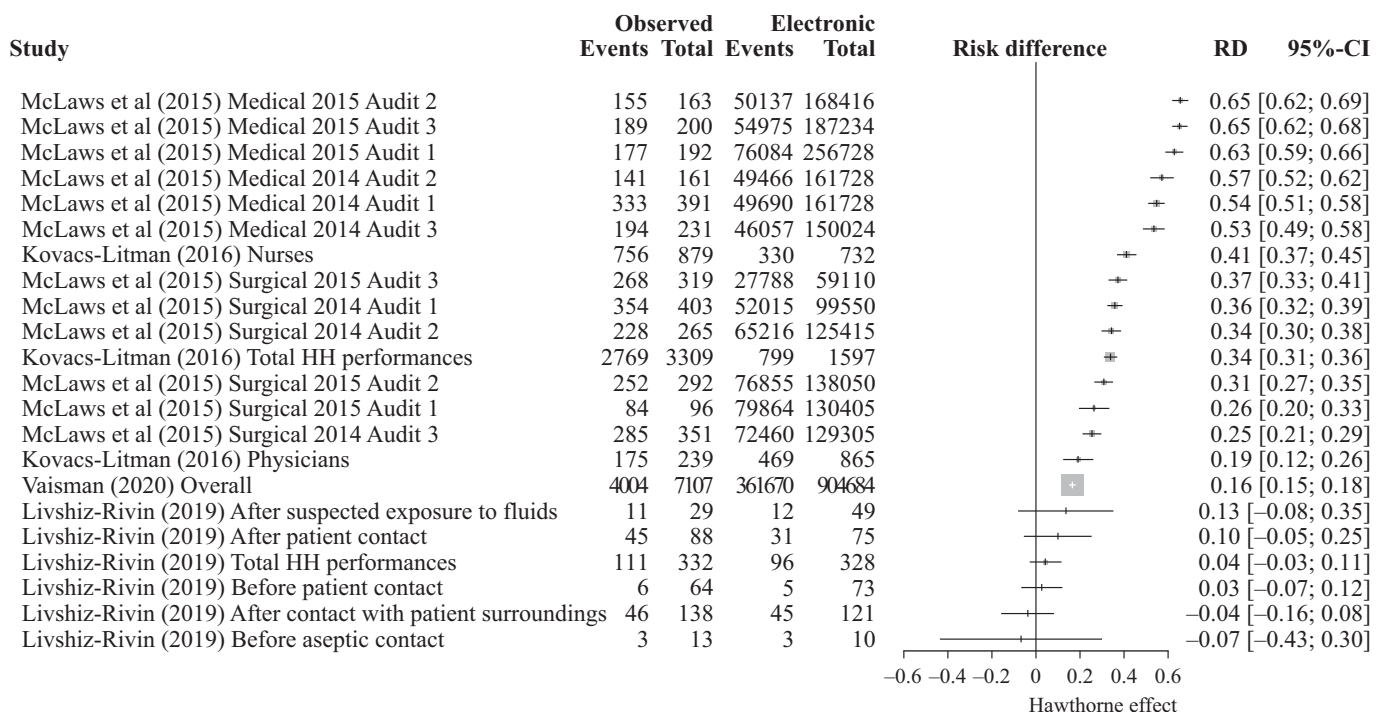 Observed Electronic
Study Events Total Events Total Risk difference RD 95%-CI
McLaws et al (2015) Medical 2015 Audit 2 155 163 50137 168416 0.65 [0.62; 0.69]
McLaws et al (2015) Medical 2015 Audit 3 189 200 54975 187234 0.65 [0.62; 0.68]
McLaws et al (2015) Medical 2015 Audit 1 177 192 76084 256728 0.63 [0.59; 0.66]
McLaws et al (2015) Medical 2014 Audit 2 141 161 49466 161728 0.57 [0.52; 0.62]
McLaws et al (2015) Medical 2014 Audit 1 333 391 49690 161728 0.54 [0.51; 0.58]
McLaws et al (2015) Medical 2014 Audit 3 194 231 46057 150024 0.53 [0.49; 0.58]
Kovacs-Litman (2016) Nurses 756 879 330 732 0.41 [0.37; 0.45]
McLaws et al (2015) Surgical 2015 Audit 3 268 319 27788 59110 0.37 [0.33; 0.41]
McLaws et al (2015) Surgical 2014 Audit 1 354 403 52015 99550 0.36 [0.32; 0.39]
McLaws et al (2015) Surgical 2014 Audit 2 228 265 65216 125415 0.34 [0.30; 0.38]
Kovacs-Litman (2016) Total HH performances 2769 3309 799 1597 0.34 [0.31; 0.36]
McLaws et al (2015) Surgical 2015 Audit 2 252 292 76855 138050 0.31 [0.27; 0.35]
McLaws et al (2015) Surgical 2015 Audit 1 84 96 79864 130405 0.26 [0.20; 0.33]
McLaws et al (2015) Surgical 2014 Audit 3 285 351 72460 129305 0.25 [0.21; 0.29]
Kovacs-Litman (2016) Physicians 175 239 469 865 0.19 [0.12; 0.26]
Vaisman (2020) Overall 4004 7107 361670 904684 0.16 [0.15; 0.18]
Livshiz-Rivin (2019) After suspected exposure to fluids 11 29 12 49 0.13 [–0.08; 0.35]
Livshiz-Rivin (2019) After patient contact 45 88 31 75 0.10 [–0.05; 0.25]
Livshiz-Rivin (2019) Total HH performances 111 332 96 328 0.04 [–0.03; 0.11]
Livshiz-Rivin (2019) Before patient contact 6 64 5 73 0.03 [–0.07; 0.12]
Livshiz-Rivin (2019) After contact with patient surroundings 46 138 45 121 –0.04 [–0.16; 0.08]
Livshiz-Rivin (2019) Before aseptic contact 3 13 3 10 –0.07 [–0.43; 0.30]
–0.6 –0.4 –0.2 0 0.2 0.4 0.6
Hawthorne effect